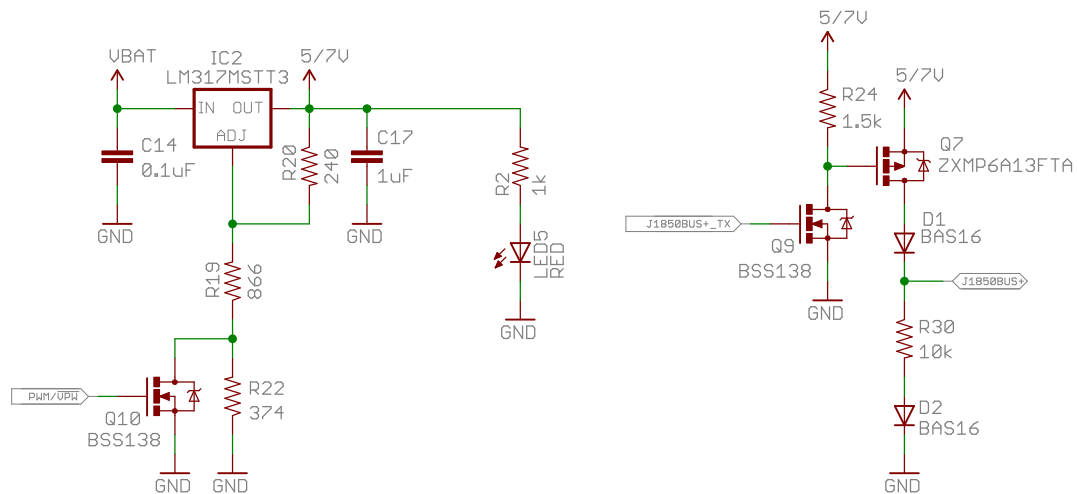 VBAT
IC2
LM317MSTT3
5/7V
IN OUT
ADJ
C14
0.1uF
GND
R20
240
C17
1uF
GND
R2
1k
LED5
RED
GND
R19
866
PWM/VPW
Q10
BSS138
GND
R22
374
GND
5/7V
R24
1.5k
5/7V
Q7
ZXMP6A13FTA
J1850BUS+_TX
Q9
BSS138
GND
D1
BAS16
J1850BUS+
R30
10k
D2
BAS16
GND